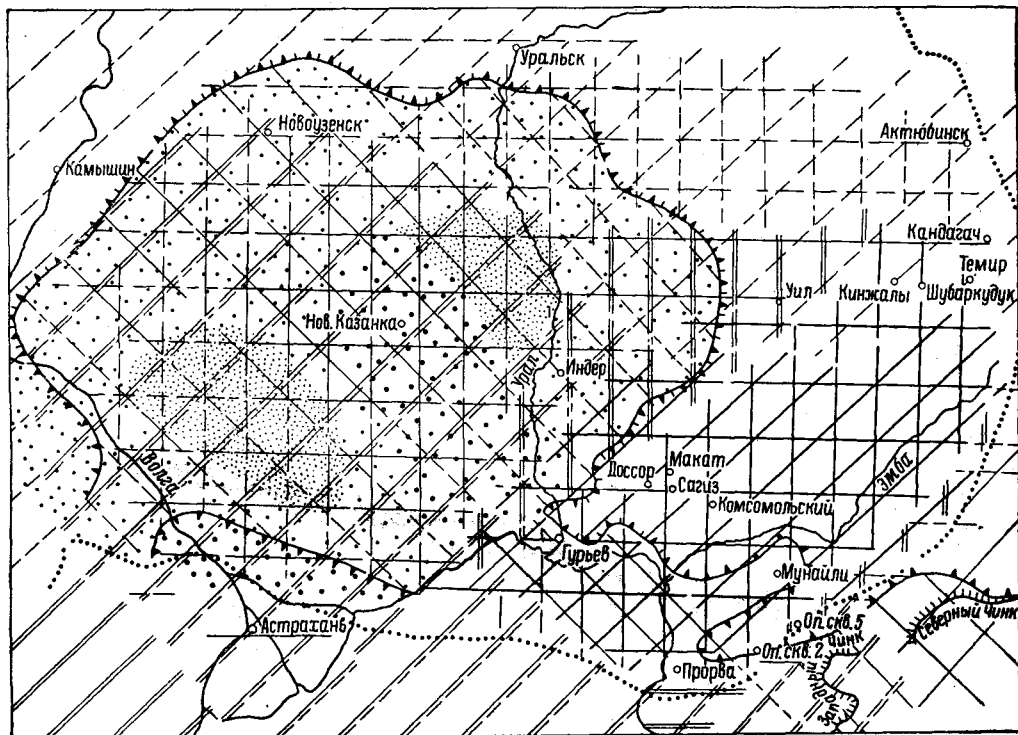 Уральск
Новоузенск
Актюбинск
Камышин
Кандагач
Темир
Уил
Кинжалы
Шубаркудук
Нов. Казанка
Урал
Индер
Макат
Доссор
Сагиз
Эмба
Комсомольский
Волга
Гурьев
Мунайли
Северный Чинк
Оп. скв. 5
Астрахань
Оп. скв. 2
Прорва
Западный Чинк